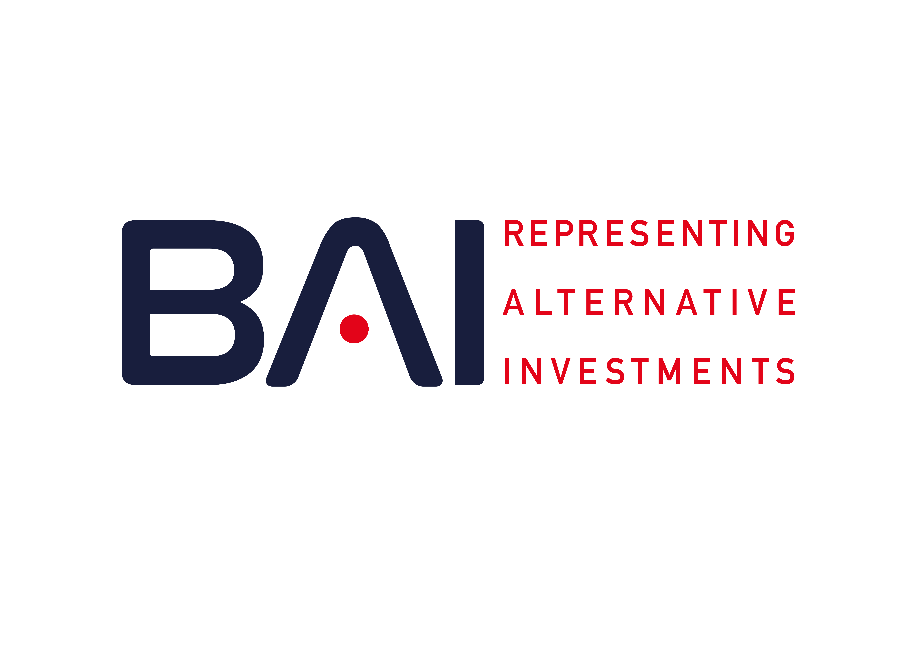 BAI
REPRESENTING
ALTERNATIVE
INVESTMENTS